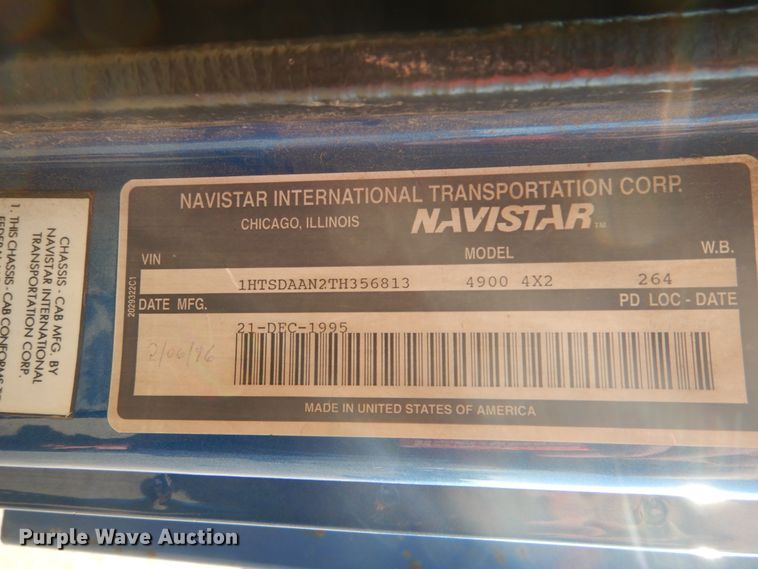 NAVISTAR INTERNATIONAL TRANSPORTATION CORP.
CHICAGO, ILLINOIS NAVISTAR TM
VIN MODEL W.B.
1HTSDAAN2TH356813 4900 4X2 264
DATE MFG. PD LOC - DATE
21-DEC-1995
2/06/96
MADE IN UNITED STATES OF AMERICA
2029322C1
CHASSIS - CAB MFG. BY
NAVISTAR INTERNATIONAL
TRANSPORTATION CORP.
1. THIS CHASSIS - CAB CONFORMS
Purple Wave Auction